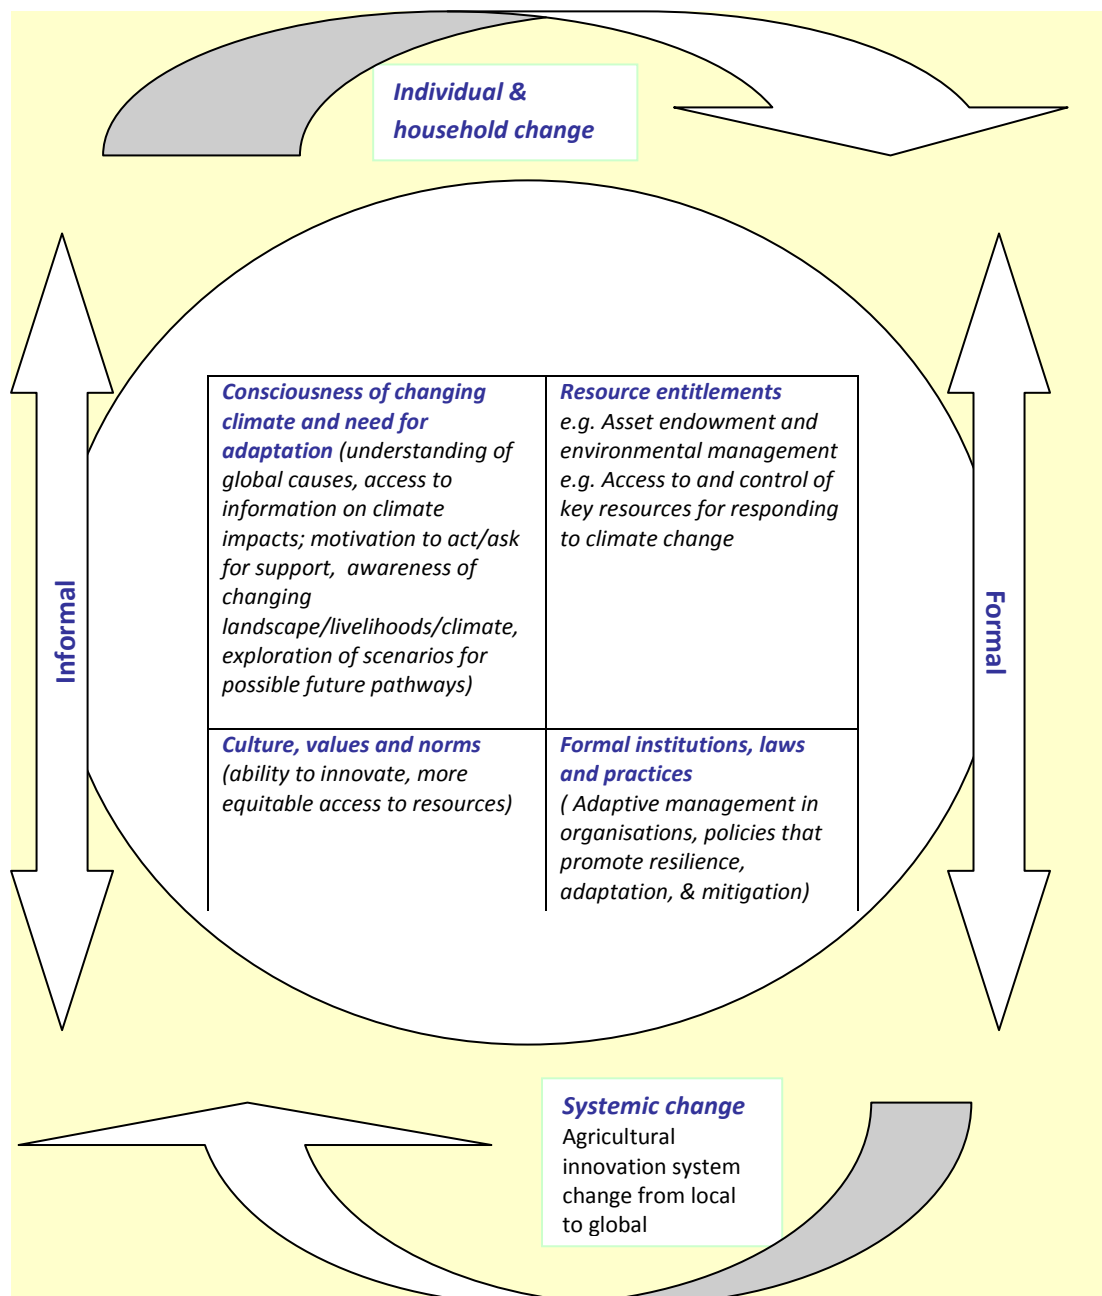 Individual &
household change
Consciousness of changing
climate and need for
adaptation (understanding of
global causes, access to
information on climate
impacts; motivation to act/ask
for support,  awareness of
changing
landscape/livelihoods/climate,
exploration of scenarios for
possible future pathways)
Resource entitlements
e.g. Asset endowment and
environmental management
e.g. Access to and control of
key resources for responding
to climate change
Informal
Formal
Culture, values and norms
(ability to innovate, more
equitable access to resources)
Formal institutions, laws
and practices
( Adaptive management in
organisations, policies that
promote resilience,
adaptation, & mitigation)
Systemic change
Agricultural
innovation system
change from local
to global